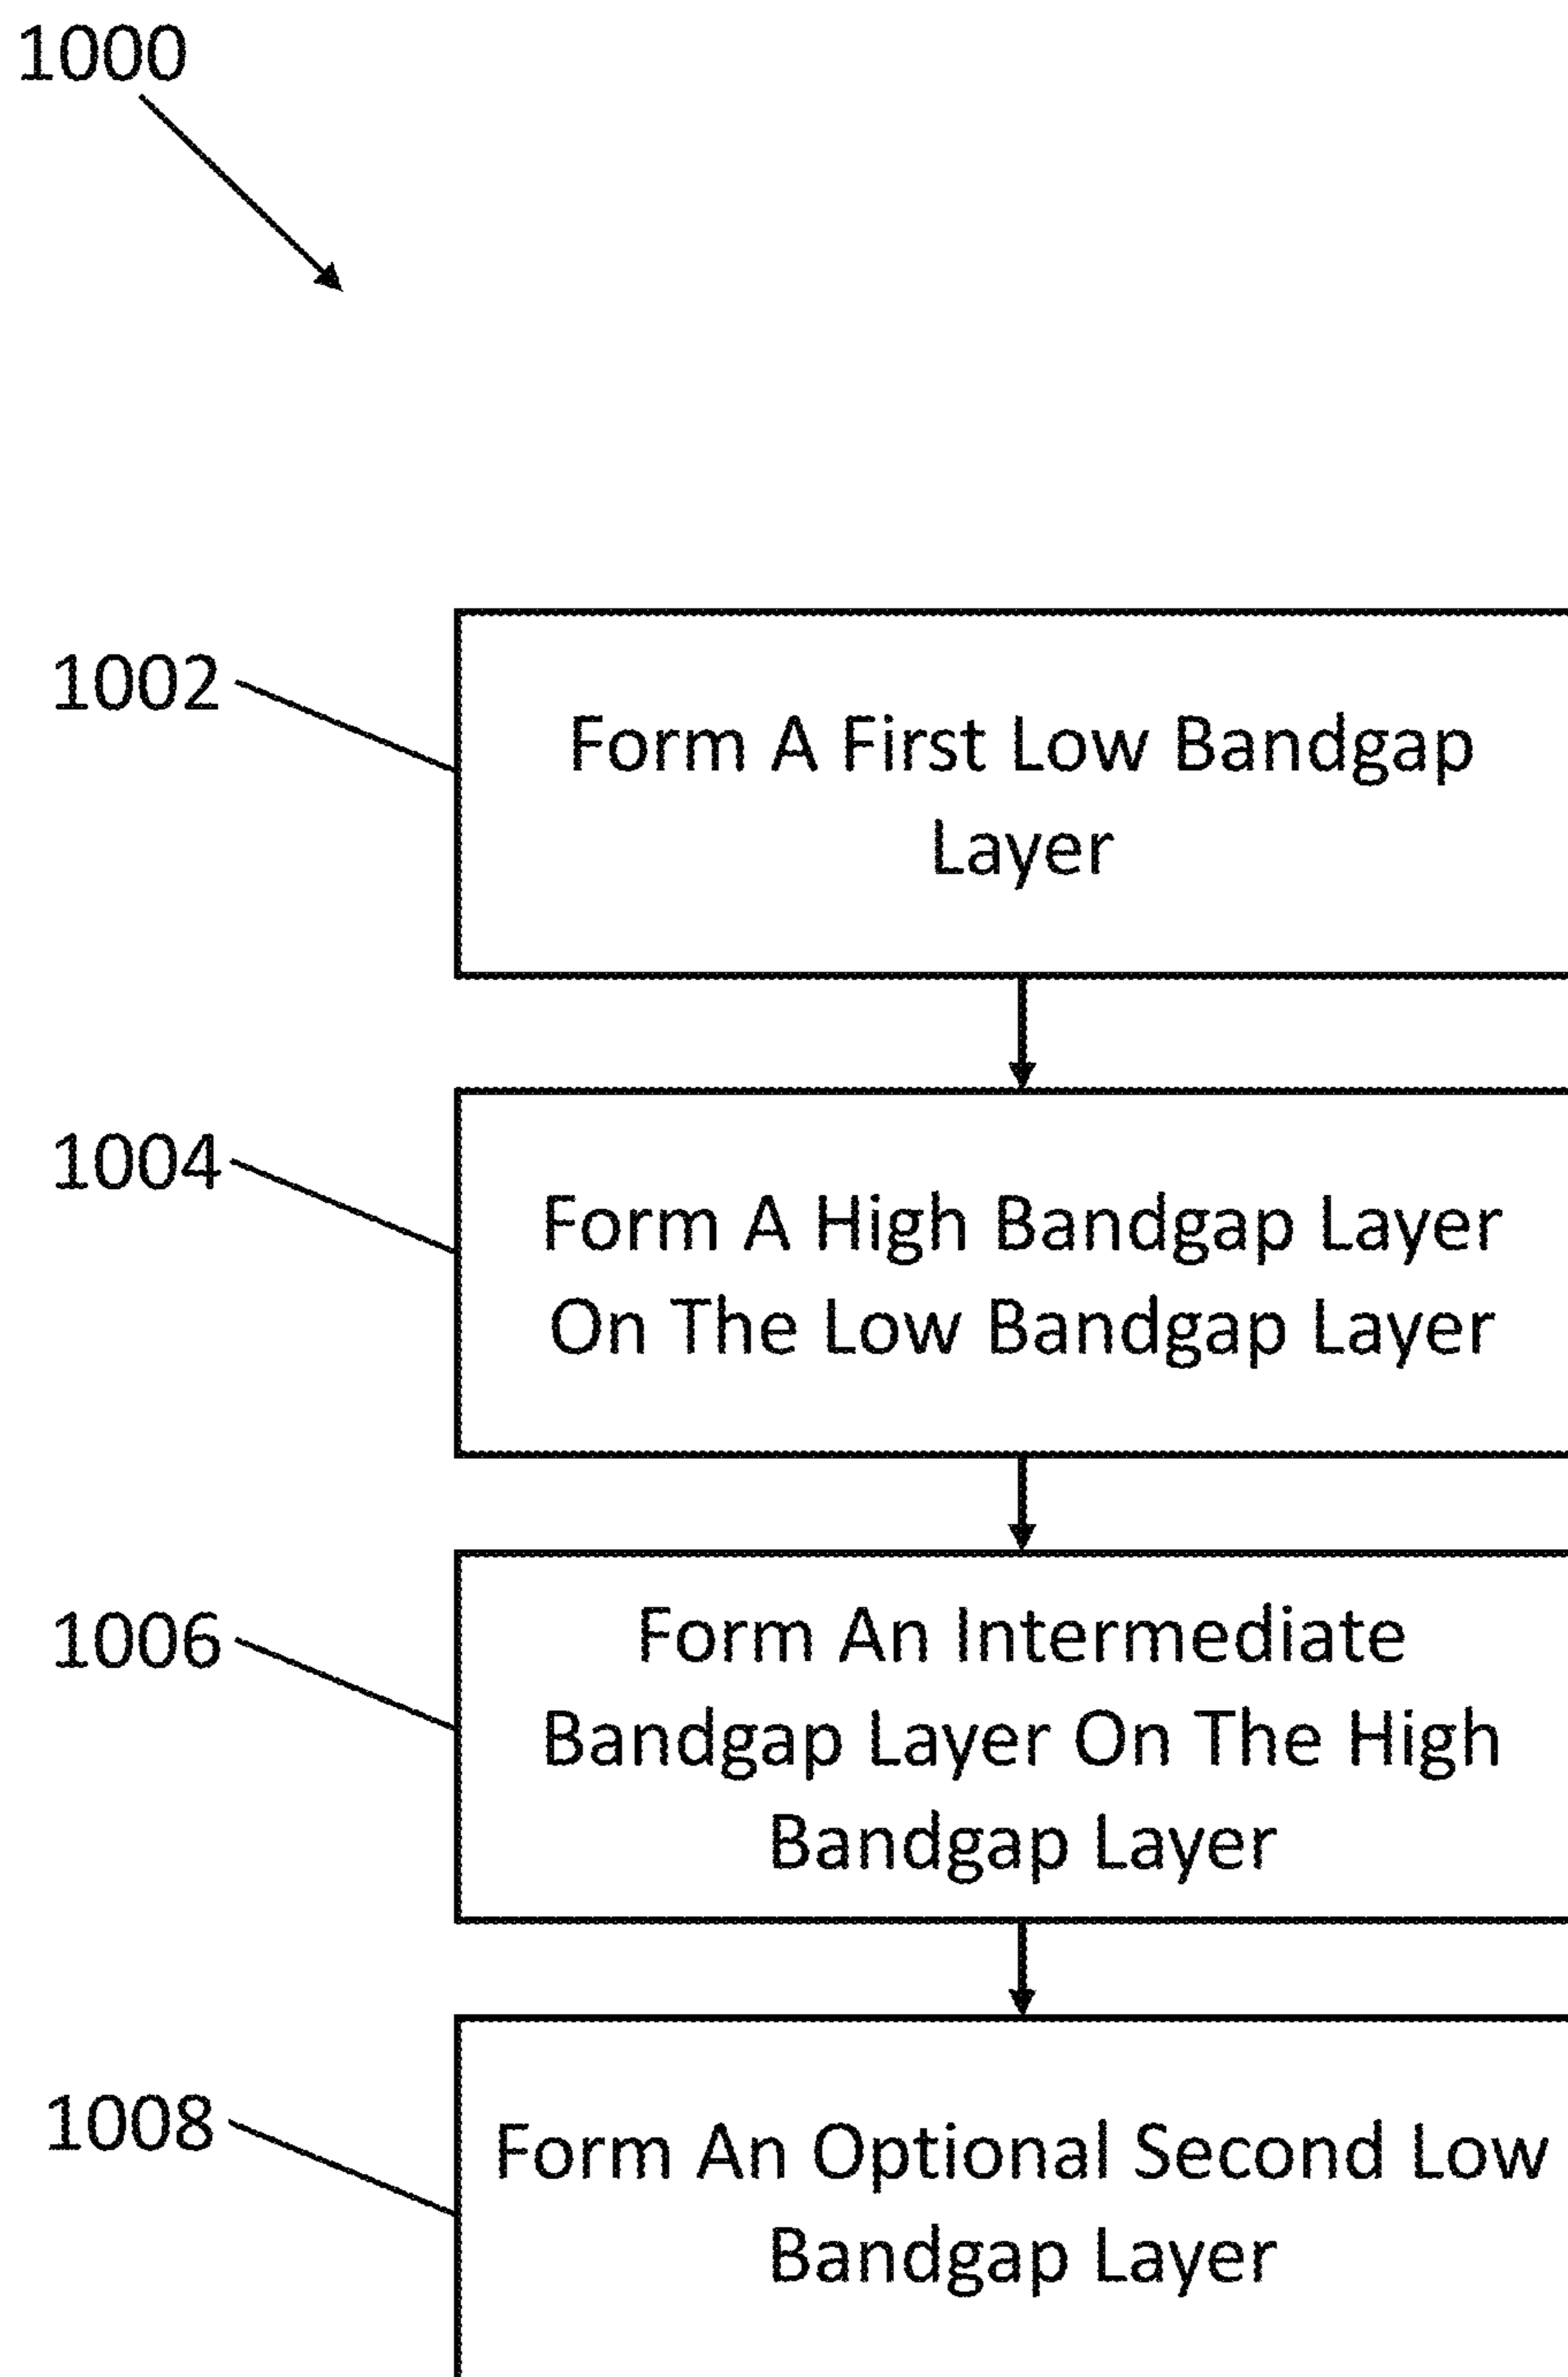 1000
1002
Form A First Low Bandgap
Layer
1004
Form A High Bandgap Layer
On The Low Bandgap Layer
1006
Form An Intermediate
Bandgap Layer On The High
Bandgap Layer
1008
Form An Optional Second Low
Bandgap Layer